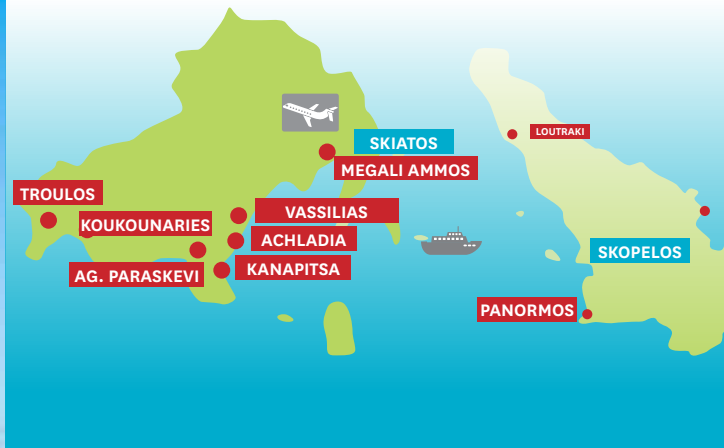 SKIATOS
LOUTRAKI
MEGALI AMMOS
TROULOS
VASSILIAS
KOUKOUNARIES
ACHLADIA
SKOPELOS
AG. PARASKEVI
KANAPITSA
PANORMOS